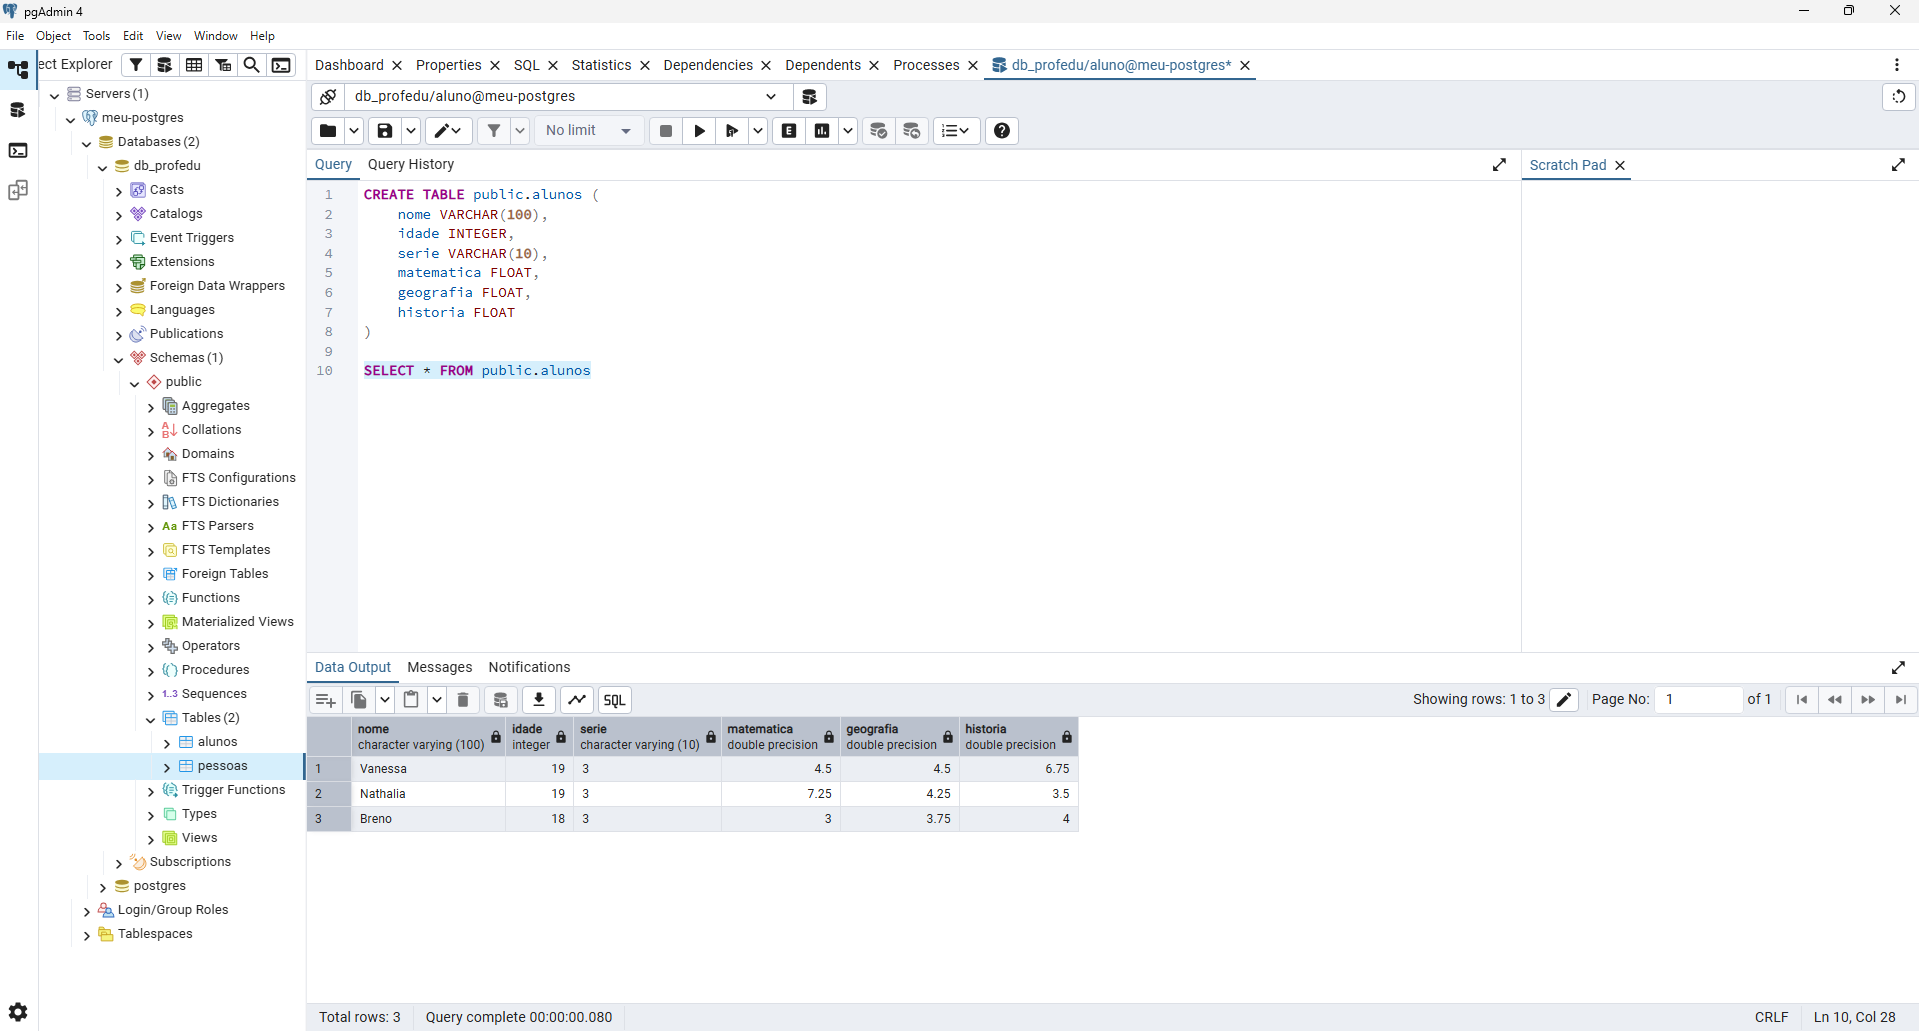 pgAdmin 4
File Object Tools Edit View Window Help
ect Explorer
Servers (1)
meu-postgres
Databases (2)
db_profedu
Casts
Catalogs
Event Triggers
Extensions
Foreign Data Wrappers
Languages
Publications
Schemas (1)
public
Aggregates
Collations
Domains
FTS Configurations
FTS Dictionaries
Aa FTS Parsers
FTS Templates
Foreign Tables
Functions
Materialized Views
Operators
Procedures
1..3 Sequences
Tables (2)
alunos
pessoas
Trigger Functions
Types
Views
Subscriptions
postgres
Login/Group Roles
Tablespaces
Dashboard Properties SQL Statistics Dependencies Dependents Processes db_profedu/aluno@meu-postgres*
db_profedu/aluno@meu-postgres
No limit E
Query Query History
Scratch Pad
1 CREATE TABLE public.alunos (
2 nome VARCHAR(100),
3 idade INTEGER,
4 serie VARCHAR(10),
5 matematica FLOAT,
6 geografia FLOAT,
7 historia FLOAT
8 )
9
10 SELECT * FROM public.alunos
Data Output Messages Notifications
SQL Showing rows: 1 to 3 Page No: 1 of 1
nome idade serie matematica geografia historia
character varying (100) integer character varying (10) double precision double precision double precision
1 Vanessa 19 3 4.5 4.5 6.75
2 Nathalia 19 3 7.25 4.25 3.5
3 Breno 18 3 3 3.75 4
Total rows: 3 Query complete 00:00:00.080 CRLF Ln 10, Col 28